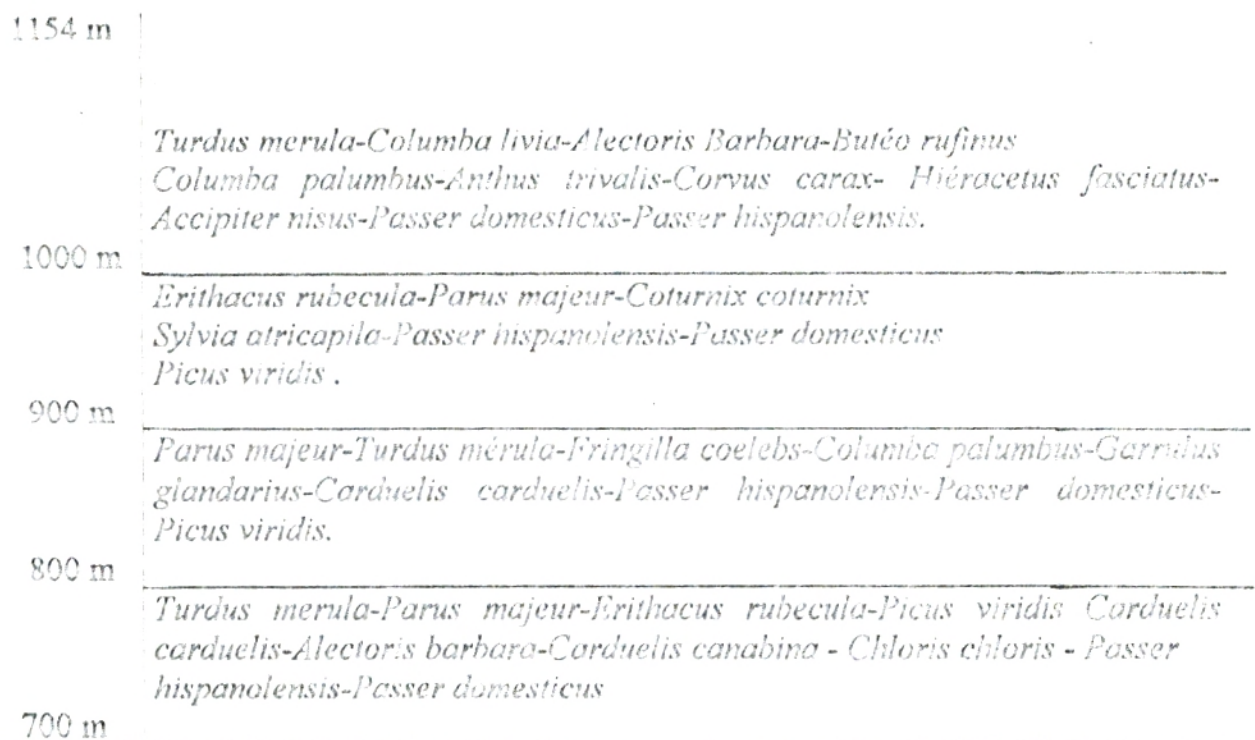 1154 m
Turdus merula-Columba livia-Alectoris Barbara-Butéo rufinus
Columba palumbus-Anthus trivalis-Corvus carax- Hiéracetus fasciatus-
Accipiter nisus-Passer domesticus-Passer hispanolensis.
1000 m
Erithacus rubecula-Parus majeur-Coturnix coturnix
Sylvia atricapila-Passer hispanolensis-Passer domesticus
Picus viridis .
900 m
Parus majeur-Turdus mérula-Fringilla coelebs-Columba palumbus-Garrulus
glandarius-Carduelis carduelis-Passer hispanolensis-Passer domesticus-
Picus viridis.
800 m
Turdus merula-Parus majeur-Erithacus rubecula-Picus viridis Carduelis
carduelis-Alectoris barbara-Carduelis canabina - Chloris chloris - Passer
hispanolensis-Passer domesticus
700 m